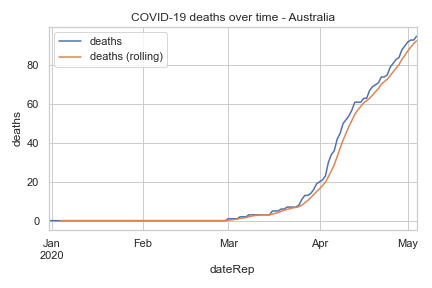 COVID-19 deaths over time - Australia
deaths
deaths (rolling)
80
60
40
20
0
deaths
Jan
2020
Feb
Mar
Apr
May
dateRep